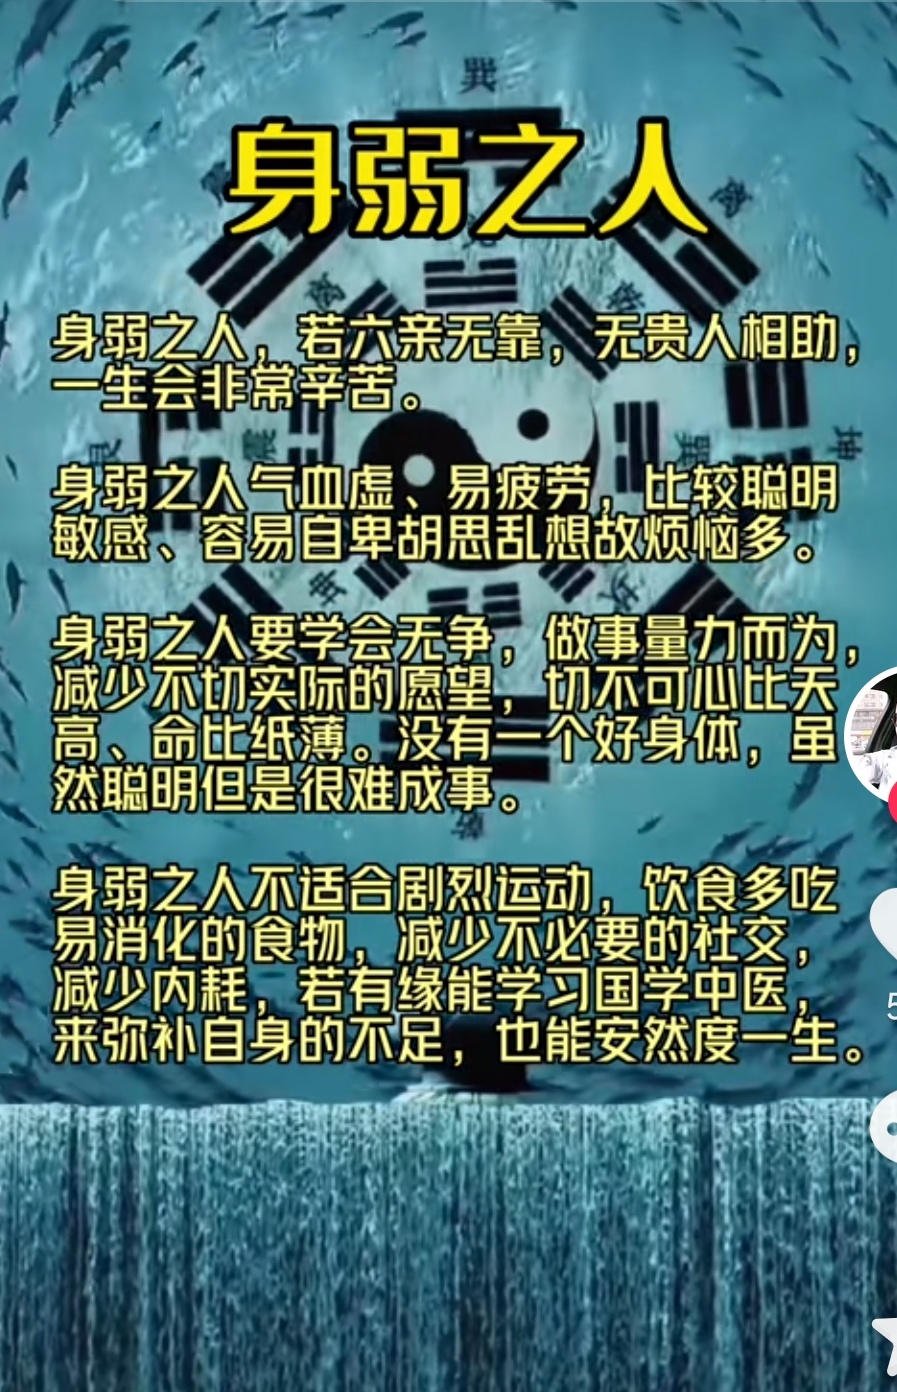 巽
身弱之人
身弱之人，若六亲无靠，无贵人相助，
一生会非常辛苦。
身弱之人气血虚、易疲劳，比较聪明
敏感、容易自卑胡思乱想故烦恼多。
身弱之人要学会无争，做事量力而为，
减少不切实际的愿望，切不可心比天
高、命比纸薄。没有一个好身体，虽
然聪明但是很难成事。
身弱之人不适合剧烈运动，饮食多吃
易消化的食物，减少不必要的社交，
减少内耗，若有缘能学习国学中医，
来弥补自身的不足，也能安然度一生。